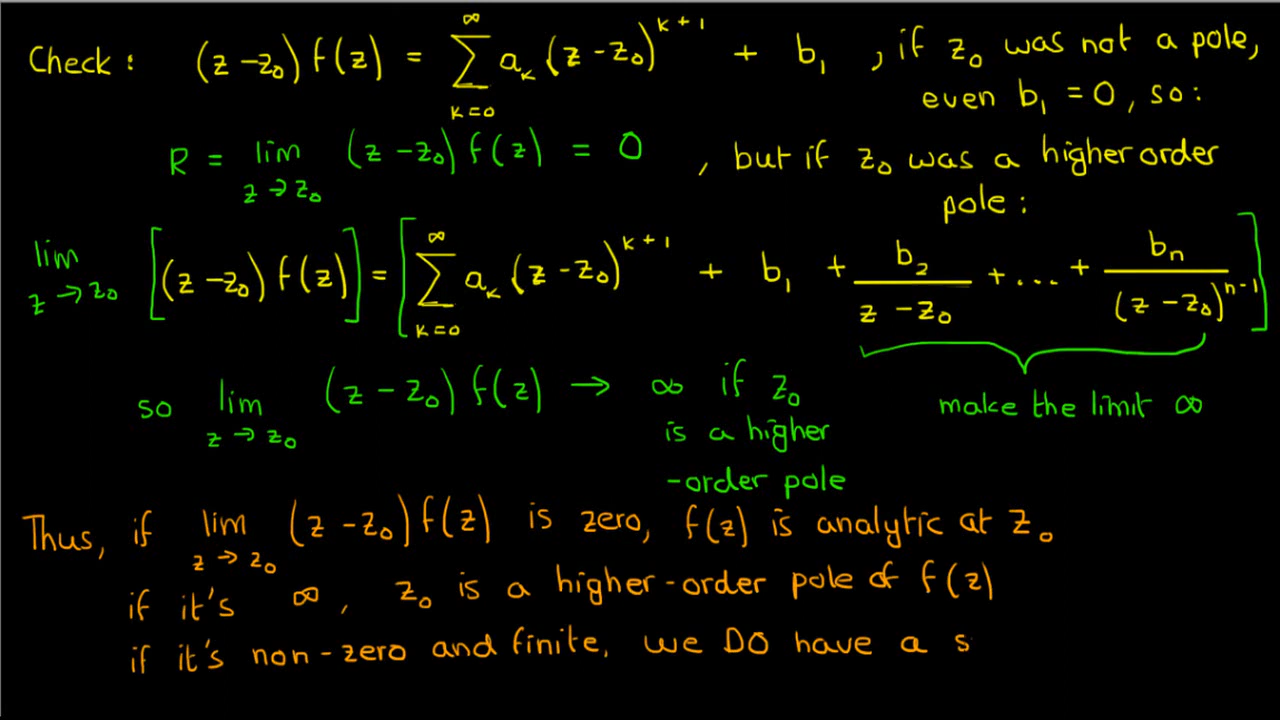 Check: (z - z₀) f(z) = ∑_{k=0}^{∞} a_k (z - z₀)^{k+1} + b₁ , if z₀ was not a pole,
even b₁ = 0, so:
R = lim_{z→z₀} (z - z₀) f(z) = 0 , but if z₀ was a higher order
pole:
lim_{z→z₀} [(z - z₀) f(z)] = [∑_{k=0}^{∞} a_k (z - z₀)^{k+1} + b₁ + b₂/(z - z₀) + ... + b_n/(z - z₀)^{n-1}]
make the limit ∞
so lim_{z→z₀} (z - z₀) f(z) → ∞ if z₀
is a higher
-order pole
Thus, if lim_{z→z₀} (z - z₀) f(z) is zero, f(z) is analytic at z₀
if it's ∞, z₀ is a higher-order pole of f(z)
if it's non-zero and finite, we DO have a s